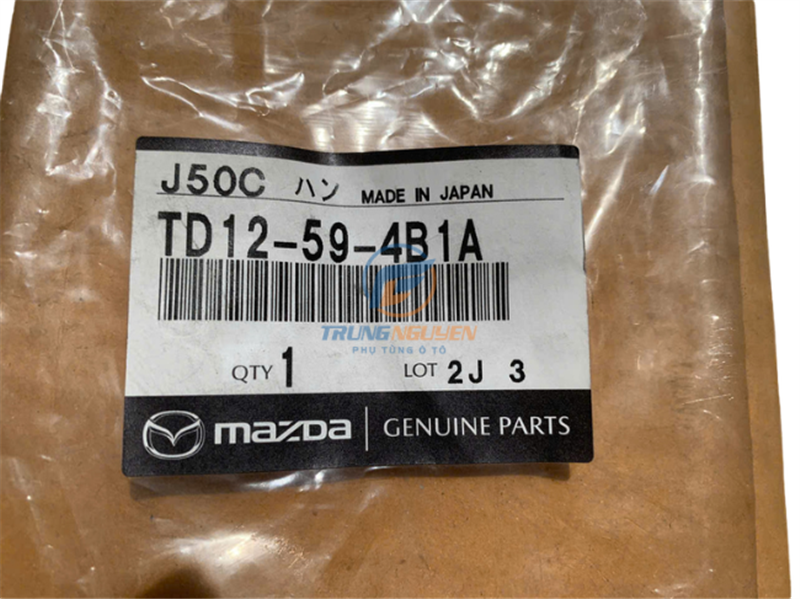 J50C ハン MADE IN JAPAN
TD12-59-4B1A
TRUNGNGUYEN
PHỤ TÙNG Ô TÔ
QTY 1 LOT 2J 3
mazda GENUINE PARTS